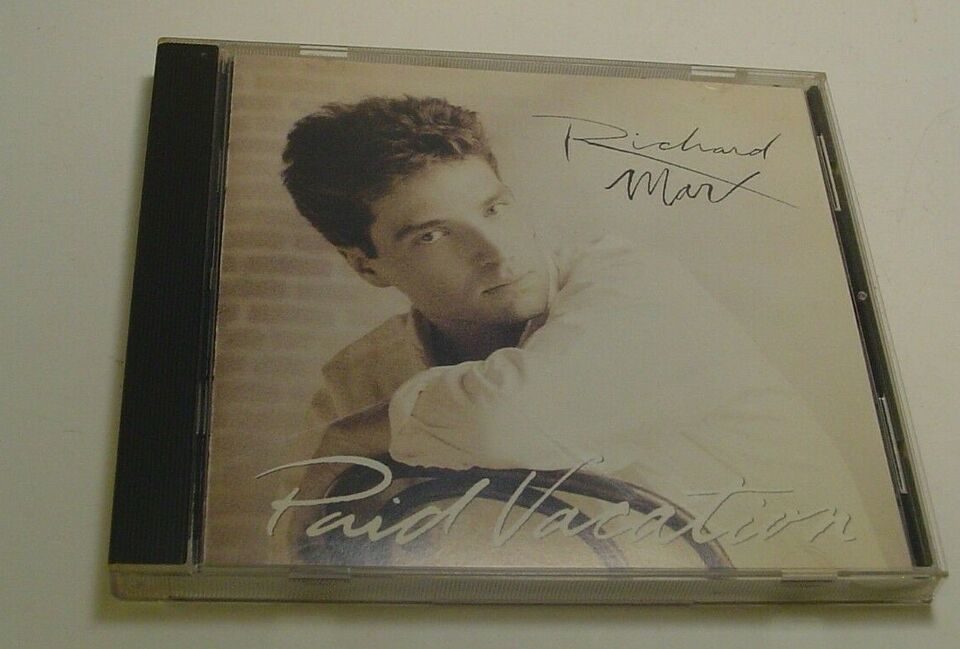 Richard
Marx
Paid Vacation